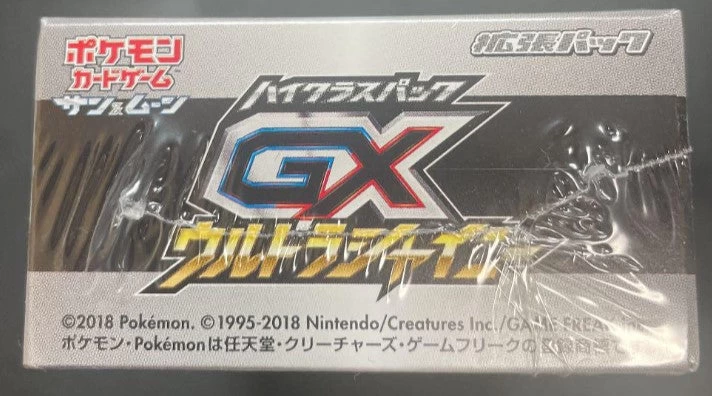 ポケモン
カードゲーム
サン&ムーン
拡張パック
ハイクラスパック
GX
ウルトラシャイニー
©2018 Pokémon. ©1995-2018 Nintendo/Creatures Inc./GAME FREAK inc.
ポケモン・Pokémonは任天堂・クリーチャーズ・ゲームフリークの登録商標です